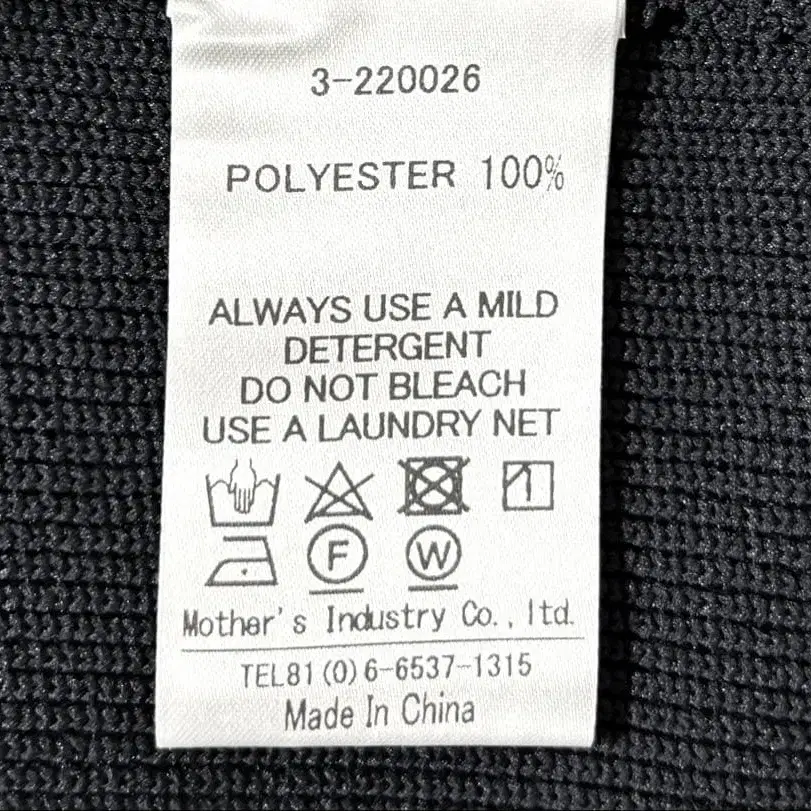 3-220026
POLYESTER 100%
ALWAYS USE A MILD
DETERGENT
DO NOT BLEACH
USE A LAUNDRY NET
F W
Mother's Industry Co., ltd.
TEL81(0)6-6537-1315
Made In China